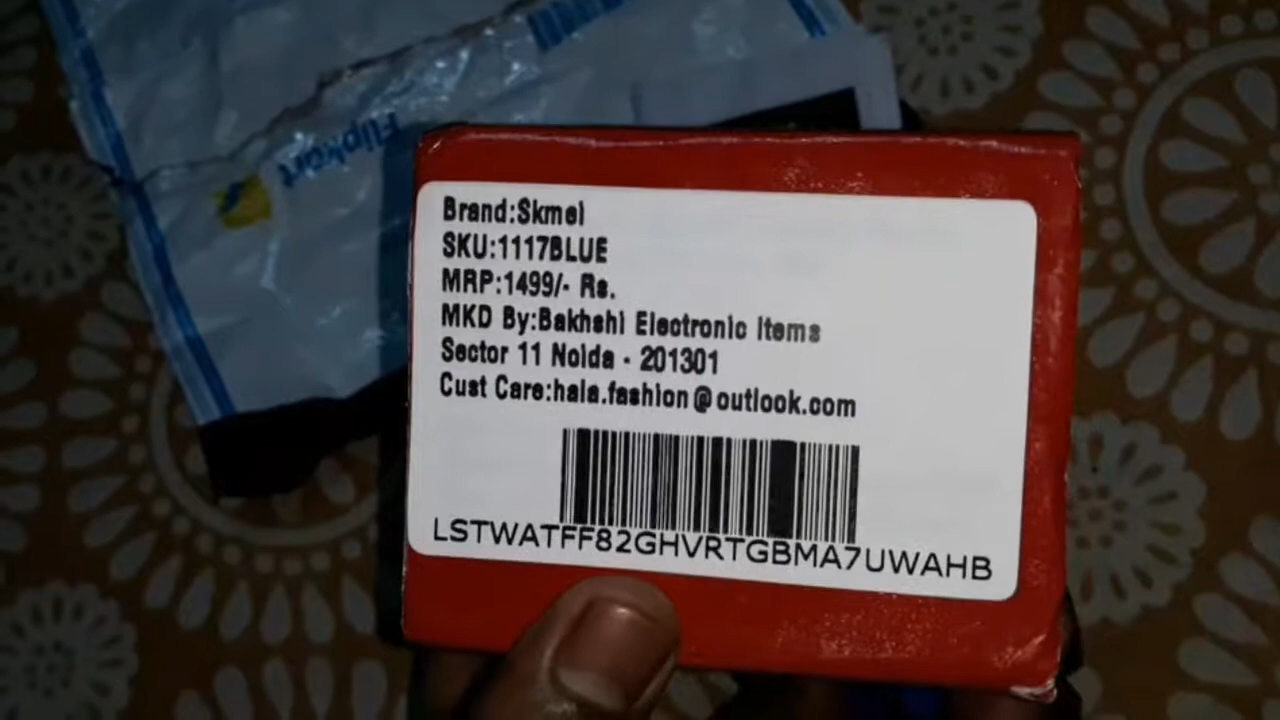 Flipkart
Brand:Skmei
SKU:1117BLUE
MRP:1499/- Rs.
MKD By:Bakhshi Electronic Items
Sector 11 Noida - 201301
Cust Care:hala.fashion@outlook.com
LSTWATFF82GHVRTGBMA7UWAHB